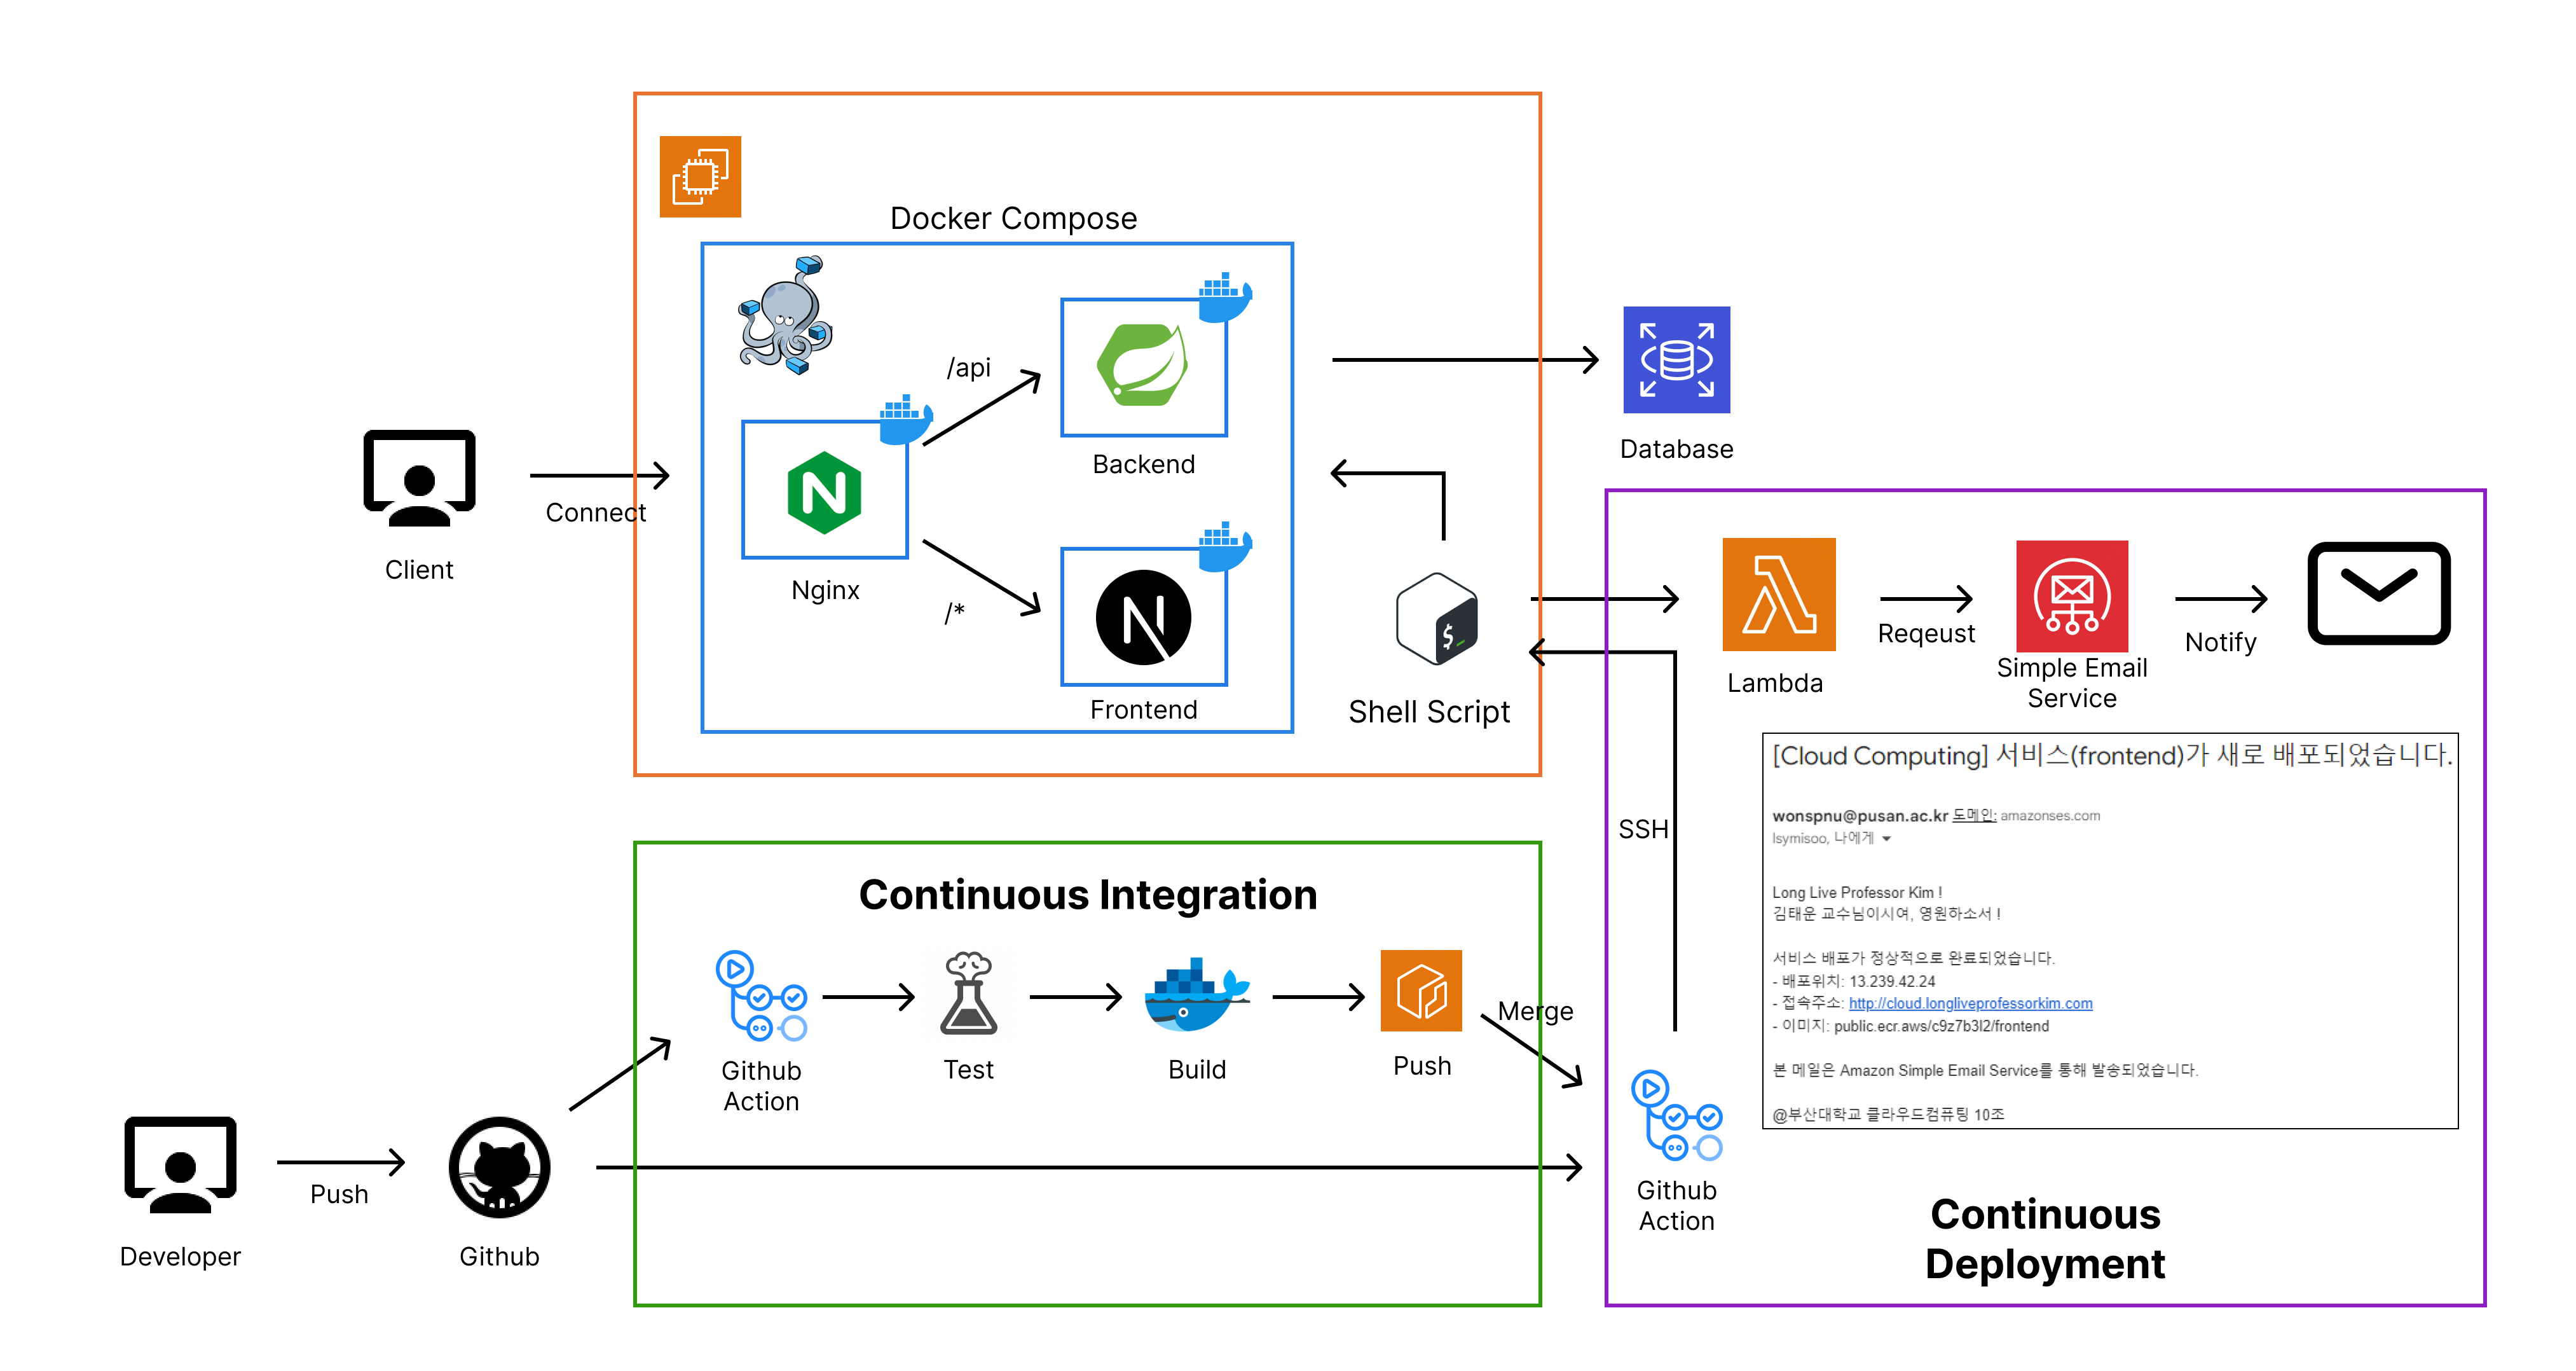 Docker Compose
/api
Backend
Database
Connect
Client
Nginx
/*
Frontend
Shell Script
Lambda
Reqeust
Simple Email
Service
Notify
SSH
[Cloud Computing] 서비스(frontend)가 새로 배포되었습니다.
wonspnu@pusan.ac.kr 도메인: amazonses.com
lsymisoo, 나에게
Long Live Professor Kim !
김태운 교수님이시여, 영원하소서 !
서비스 배포가 정상적으로 완료되었습니다.
- 배포위치: 13.239.42.24
- 접속주소: http://cloud.longliveprofessorkim.com
- 이미지: public.ecr.aws/c9z7b3l2/frontend
본 메일은 Amazon Simple Email Service를 통해 발송되었습니다.
@부산대학교 클라우드컴퓨팅 10조
Continuous Integration
Github
Action
Test
Build
Push
Merge
Developer
Push
Github
Github
Action
Continuous
Deployment